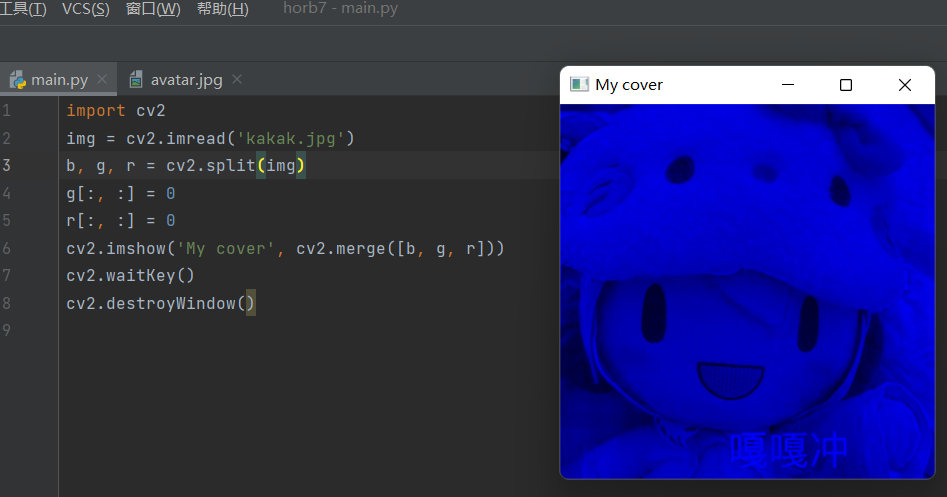 工具(T) VCS(S) 窗口(W) 帮助(H) horb7 - main.py
main.py avatar.jpg
My cover
1 import cv2
2 img = cv2.imread('kakak.jpg')
3 b, g, r = cv2.split(img)
4 g[:, :] = 0
5 r[:, :] = 0
6 cv2.imshow('My cover', cv2.merge([b, g, r]))
7 cv2.waitKey()
8 cv2.destroyWindow()
9
嘎嘎冲